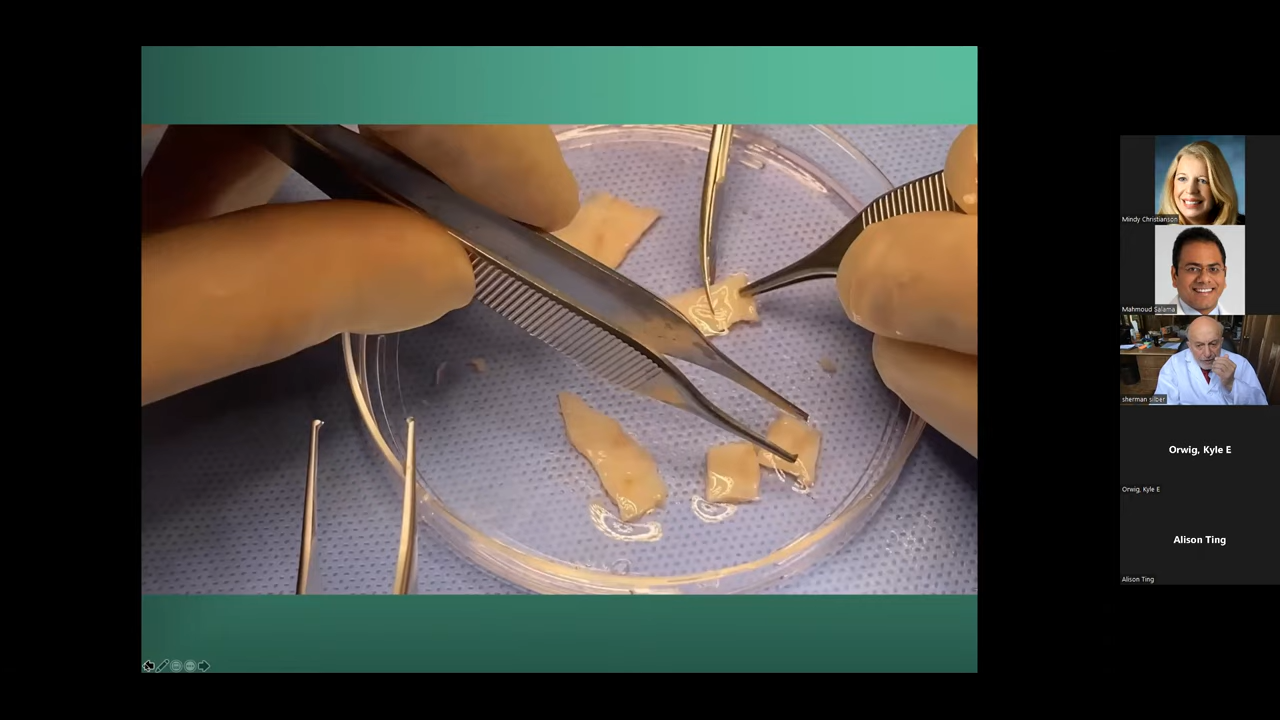 Mindy Christianson
Mahmoud Salama
sherman silber
Orwig, Kyle E
Orwig, Kyle E
Alison Ting
Alison Ting